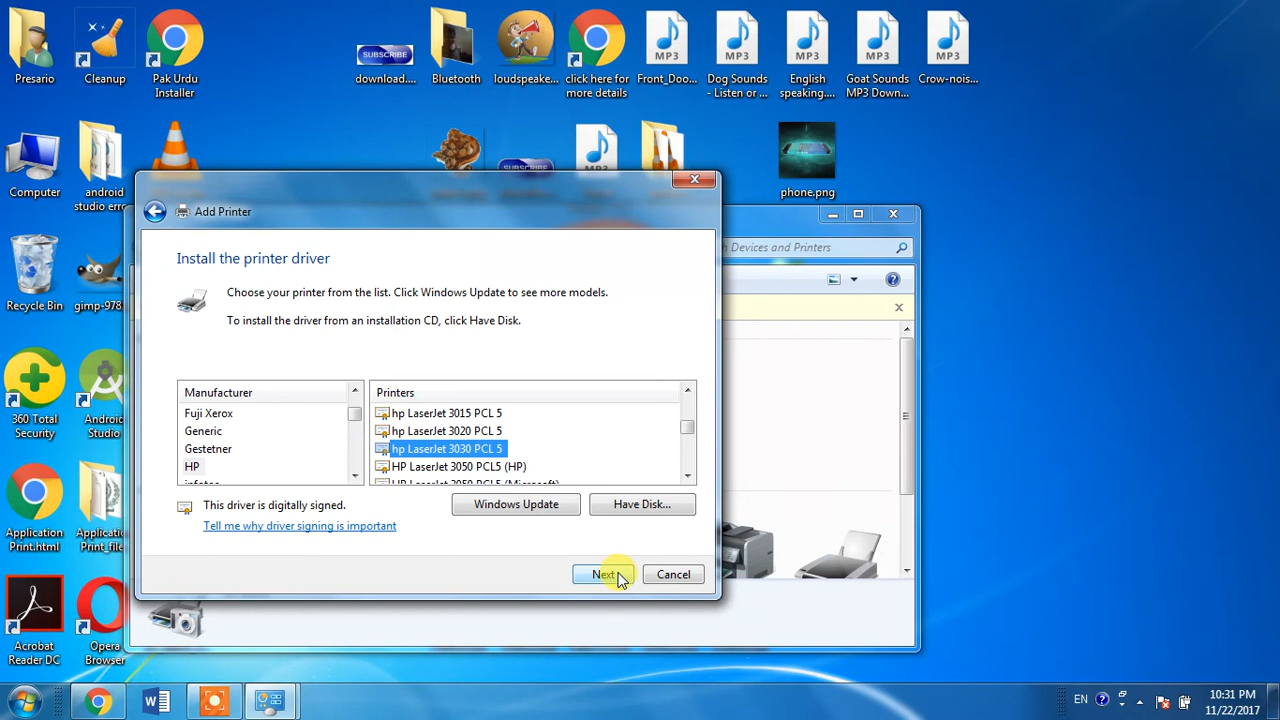 Presario
Cleanup
Pak Urdu
Installer
SUBSCRIBE
download....
Bluetooth
loudspeake...
click here for
more details
MP3
Front_Doo...
MP3
Dog Sounds
- Listen or ...
MP3
English
speaking....
MP3
Goat Sounds
MP3 Down...
MP3
Crow-nois...
Computer
android
studio erro
SUBSCRIBE
phone.png
Recycle Bin
gimp-978
360 Total
Security
Android
Studio
Application
Print.html
Application
Print_file
Acrobat
Reader DC
Opera
Browser
Add Printer
Install the printer driver
Choose your printer from the list. Click Windows Update to see more models.
To install the driver from an installation CD, click Have Disk.
Manufacturer
Fuji Xerox
Generic
Gestetner
HP
infotec
Printers
hp LaserJet 3015 PCL 5
hp LaserJet 3020 PCL 5
hp LaserJet 3030 PCL 5
HP LaserJet 3050 PCL5 (HP)
HP LaserJet 3050 PCL5 (Microsoft)
This driver is digitally signed.
Tell me why driver signing is important
Windows Update
Have Disk...
Next
Cancel
Devices and Printers
EN
10:31 PM
11/22/2017